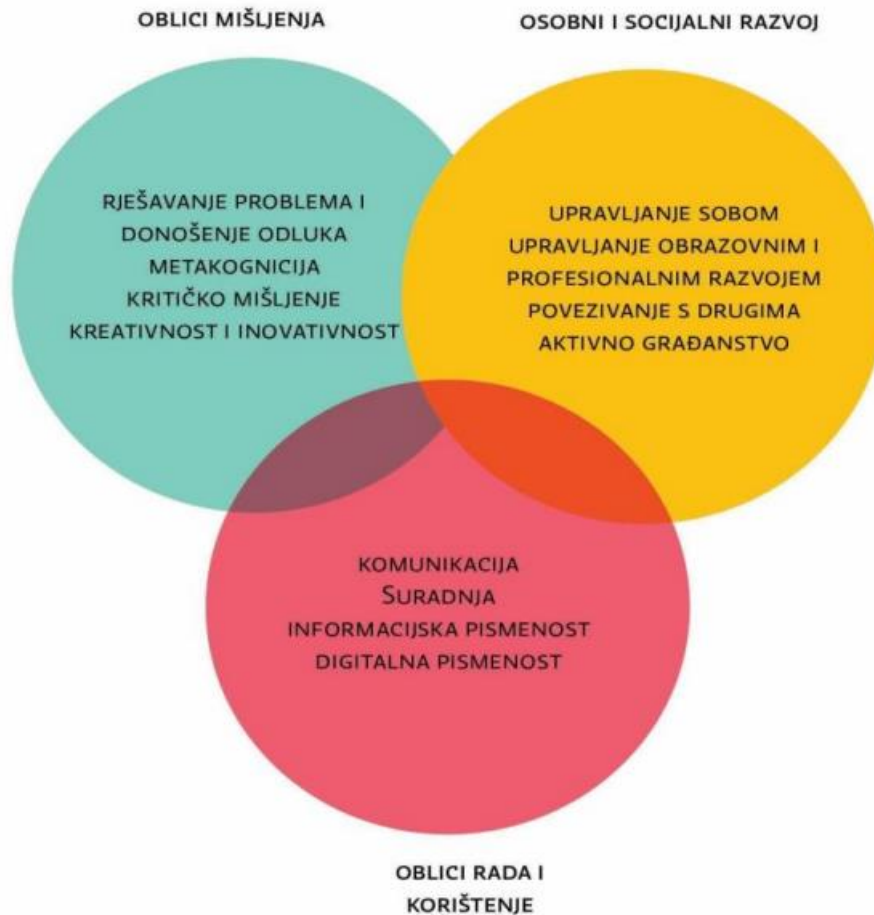 OBLICI MIŠLJENJA
OSOBNI I SOCIJALNI RAZVOJ
RJEŠAVANJE PROBLEMA I
DONOŠENJE ODLUKA
METAKOGNICIJA
KRITIČKO MIŠLJENJE
KREATIVNOST I INOVATIVNOST
UPRAVLJANJE SOBOM
UPRAVLJANJE OBRAZOVNIM I
PROFESIONALNIM RAZVOJEM
POVEZIVANJE S DRUGIMA
AKTIVNO GRAĐANSTVO
KOMUNIKACIJA
SURADNJA
INFORMACIJSKA PISMENOST
DIGITALNA PISMENOST
OBLICI RADA I
KORIŠTENJE